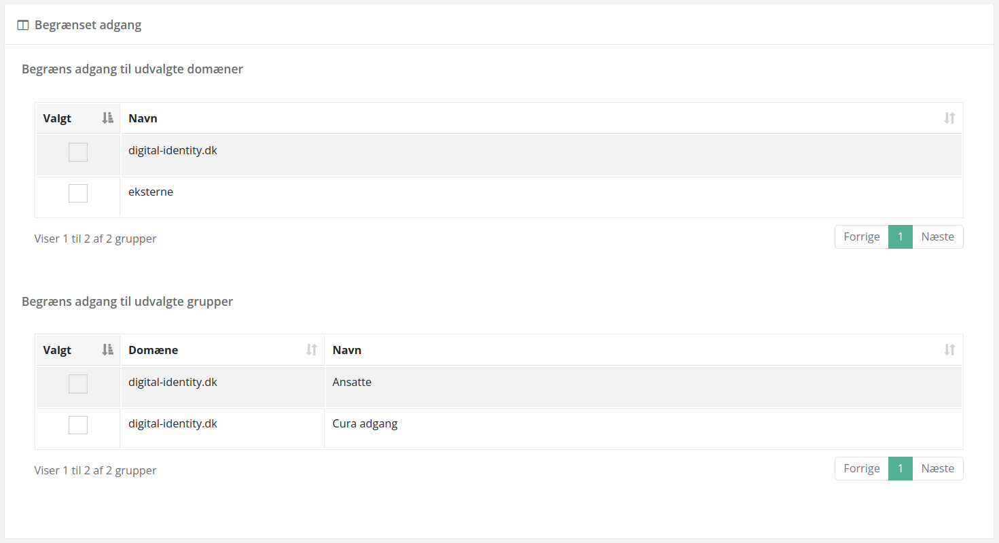 Begrænset adgang
Begræns adgang til udvalgte domæner
Valgt Navn
digital-identity.dk
eksterne
Viser 1 til 2 af 2 grupper Forrige 1 Næste
Begræns adgang til udvalgte grupper
Valgt Domæne Navn
digital-identity.dk Ansatte
digital-identity.dk Cura adgang
Viser 1 til 2 af 2 grupper Forrige 1 Næste